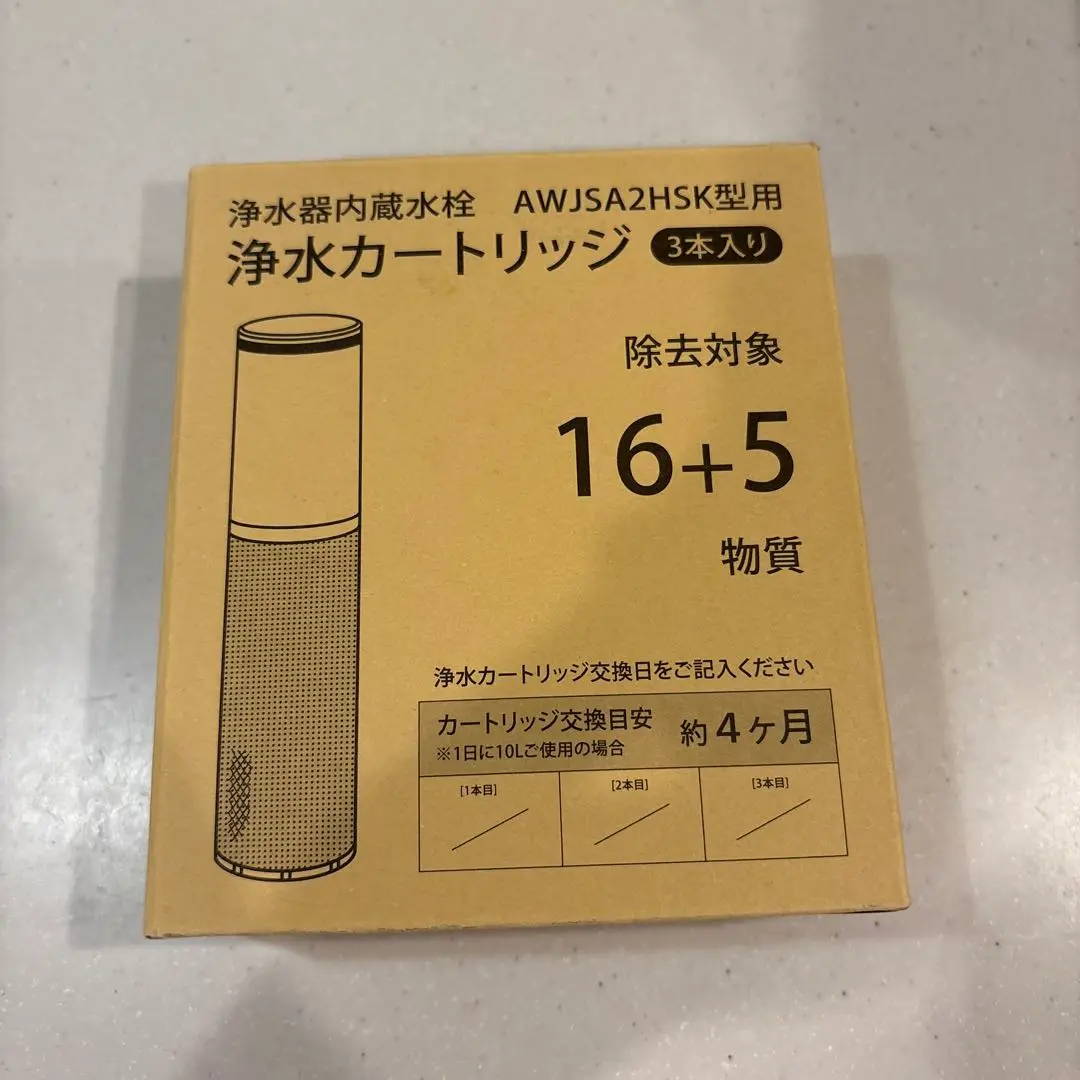 浄水器内蔵水栓 AWJSA2HSK型用
浄水カートリッジ 3本入り
除去対象
16+5
物質
浄水カートリッジ交換日をご記入ください
カートリッジ交換目安 約4ヶ月
※1日に10Lご使用の場合
[1本目] [2本目] [3本目]